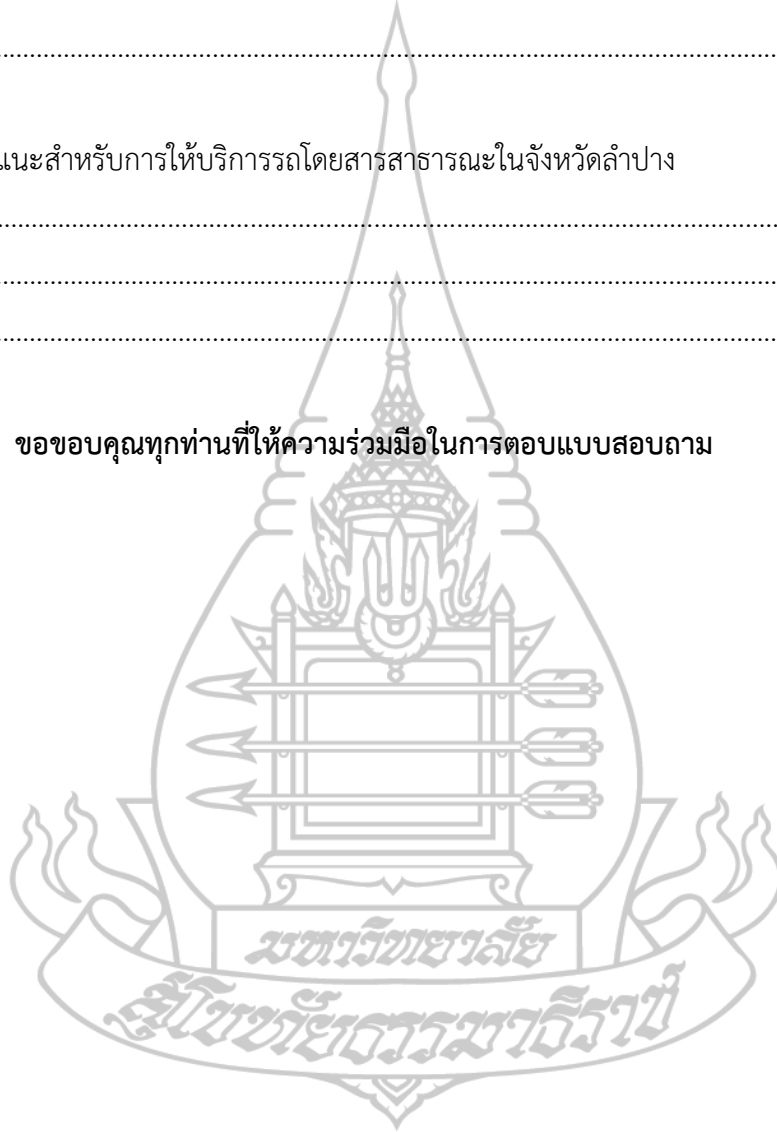 ........................................................................................................................
แนะสำหรับการให้บริการรถโดยสารสาธารณะในจังหวัดลำปาง
........................................................................................................................
........................................................................................................................
........................................................................................................................
ขอขอบคุณทุกท่านที่ให้ความร่วมมือในการตอบแบบสอบถาม
มหาวิทยาลัย
สุโขทัยธรรมาธิราช